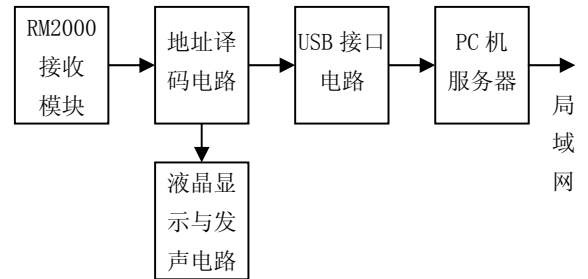 RM2000
接收
模块
地址译
码电路
USB 接口
电路
PC 机
服务器
局
域
网
液晶显
示与发
声电路